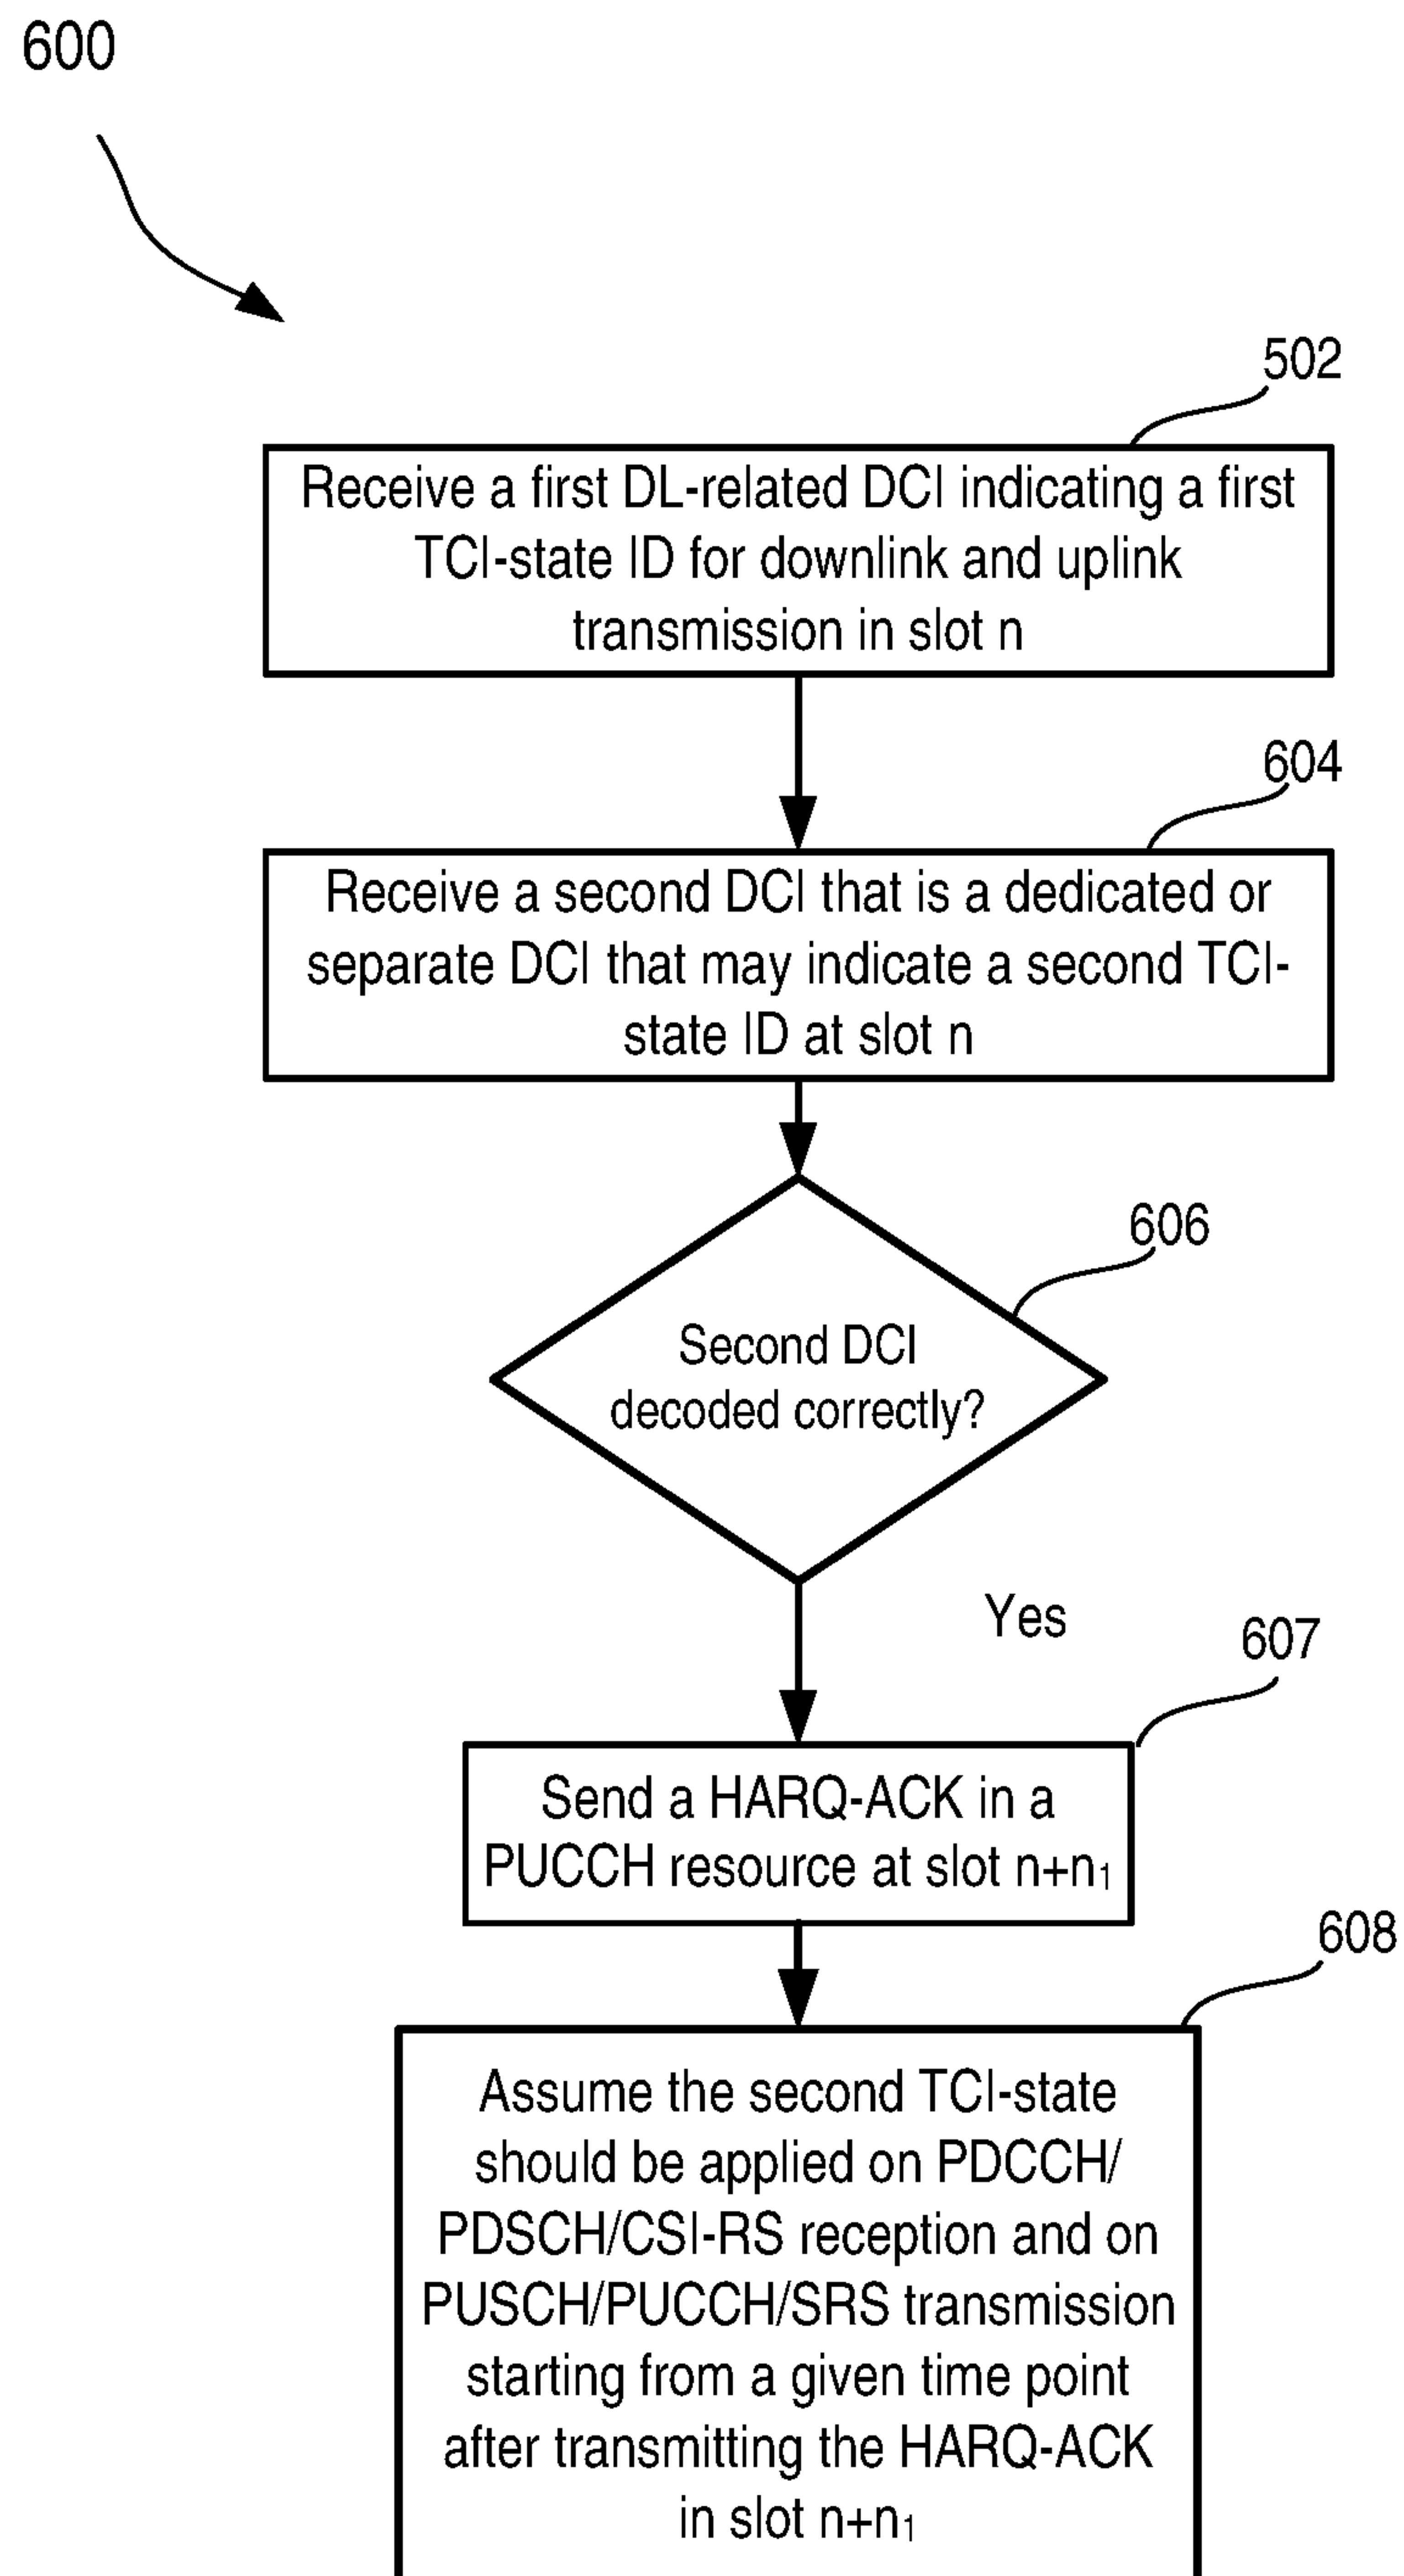 600
502
Receive a first DL-related DCI indicating a first
TCI-state ID for downlink and uplink
transmission in slot n
604
Receive a second DCI that is a dedicated or
separate DCI that may indicate a second TCI-
state ID at slot n
606
Second DCI
decoded correctly?
Yes
607
Send a HARQ-ACK in a
PUCCH resource at slot n+n₁
608
Assume the second TCI-state
should be applied on PDCCH/
PDSCH/CSI-RS reception and on
PUSCH/PUCCH/SRS transmission
starting from a given time point
after transmitting the HARQ-ACK
in slot n+n₁